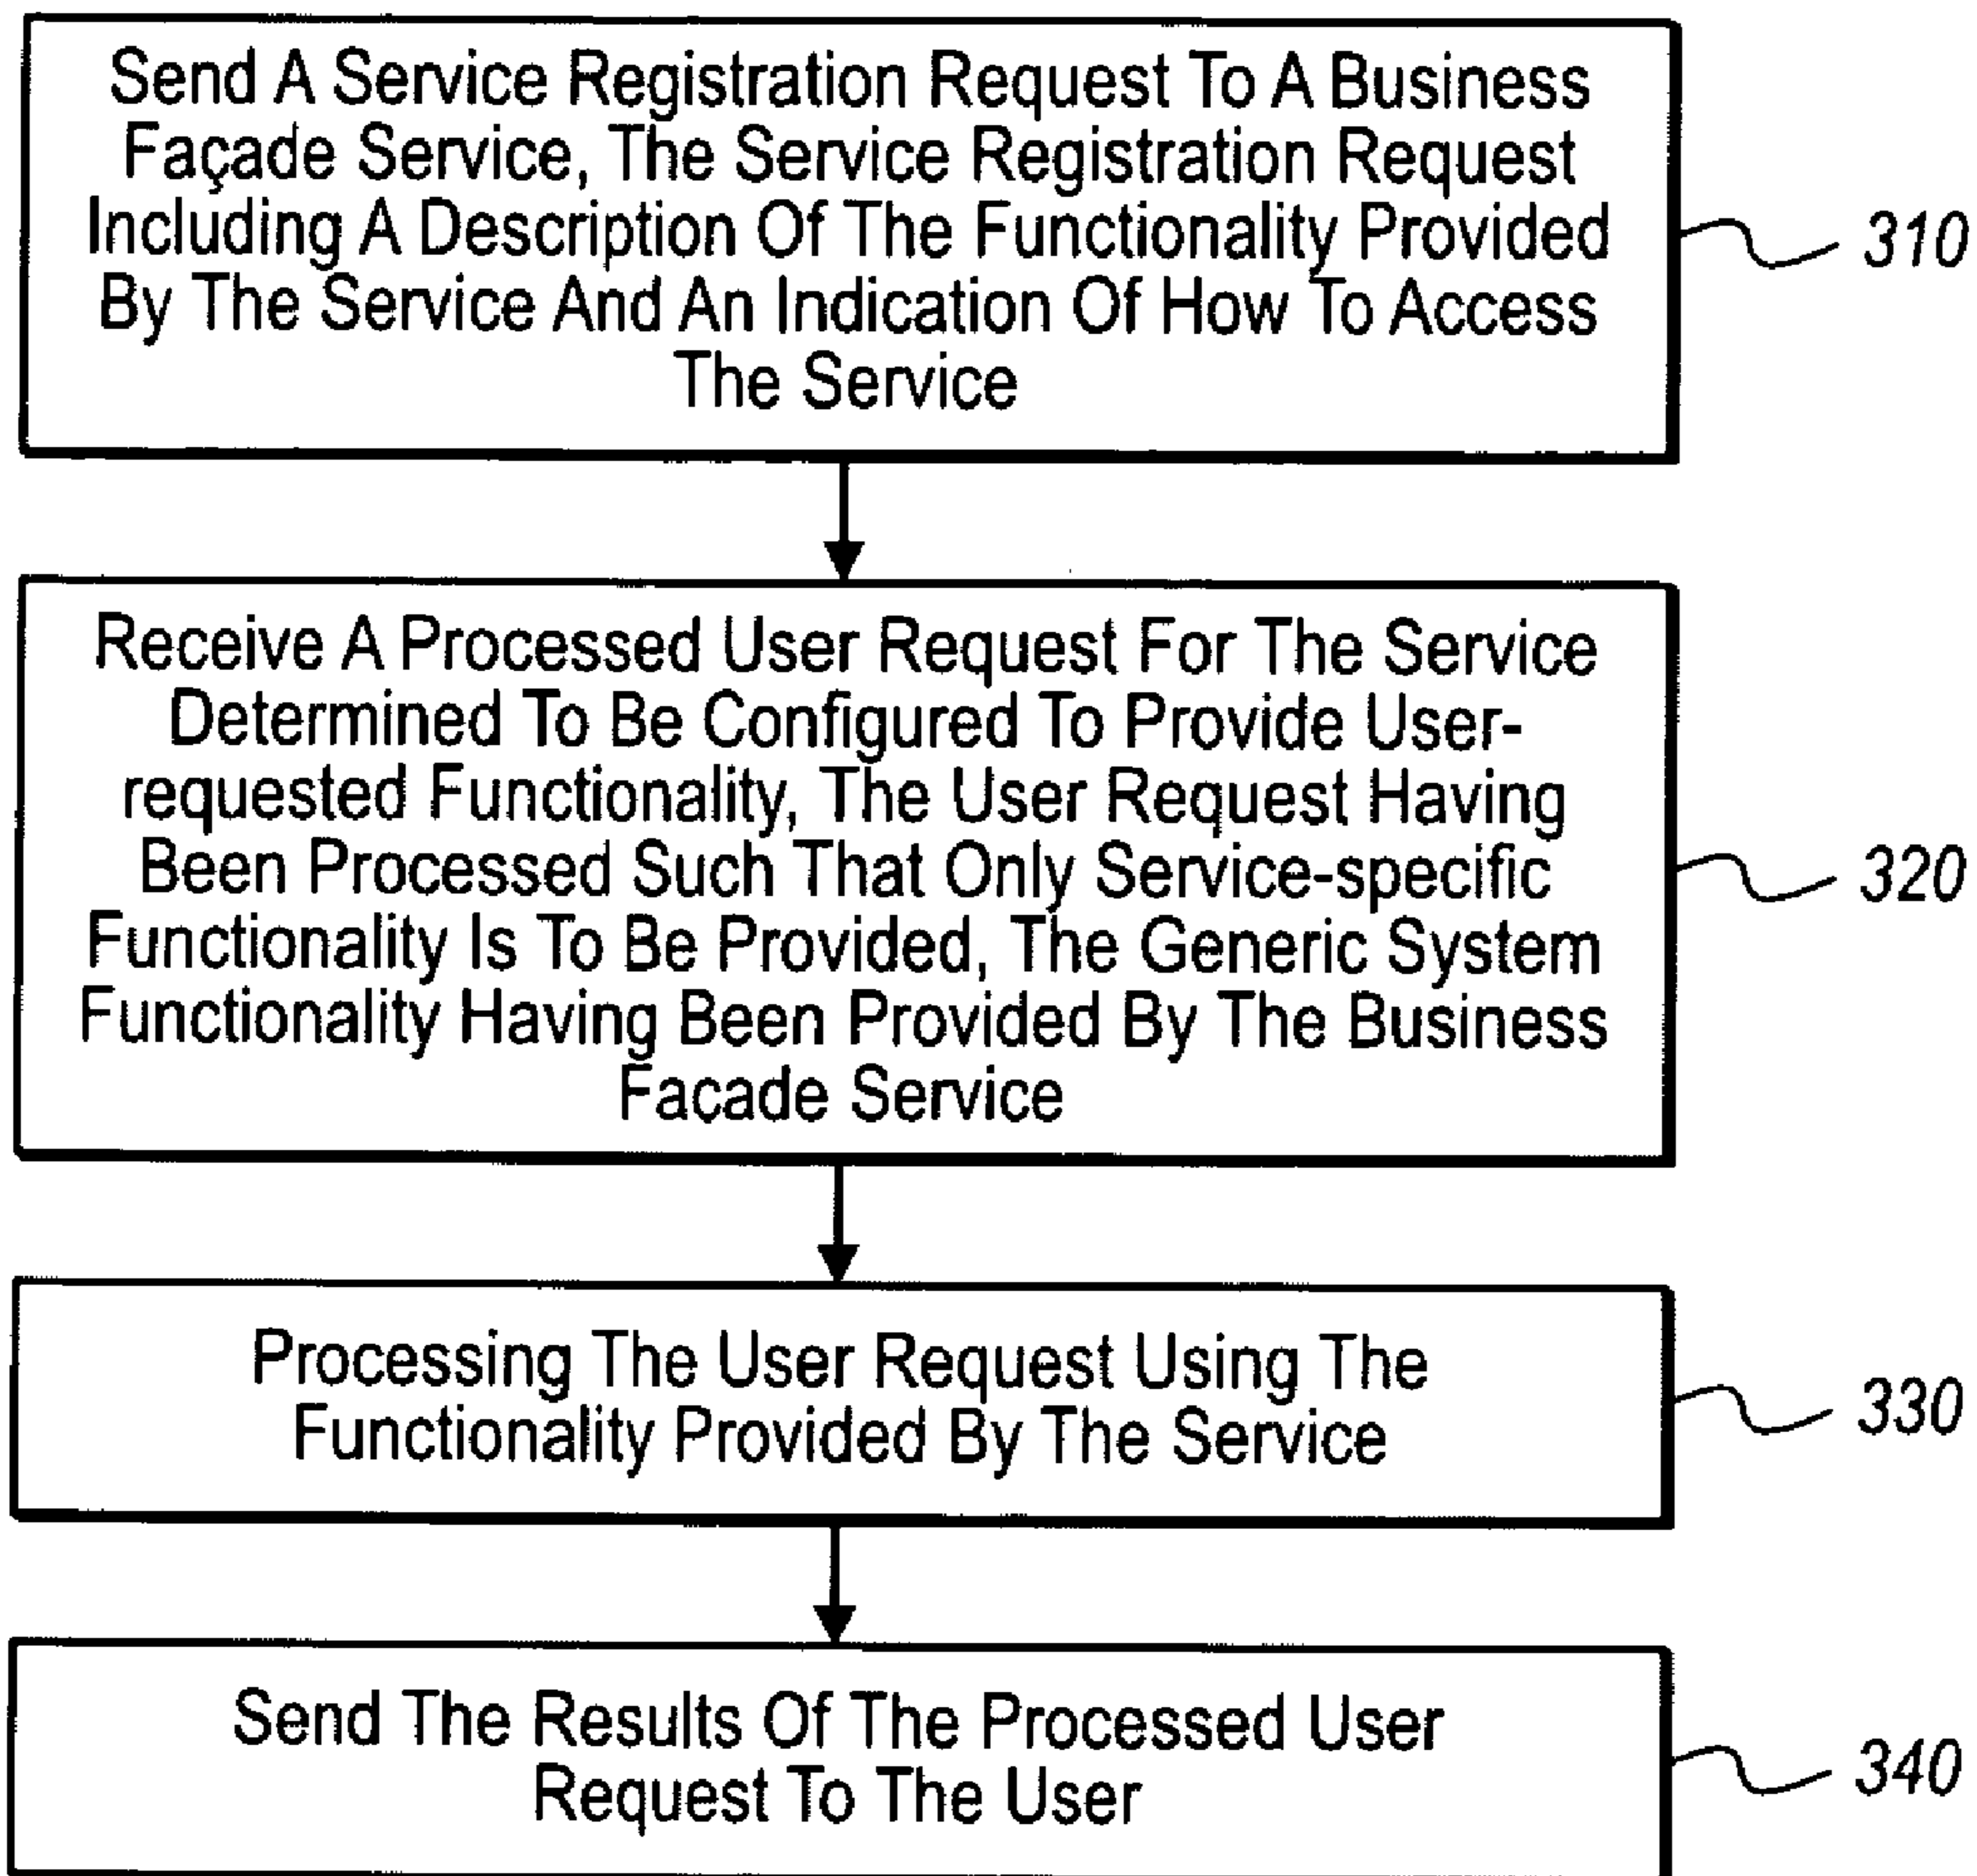 Send A Service Registration Request To A Business
Façade Service, The Service Registration Request
Including A Description Of The Functionality Provided
By The Service And An Indication Of How To Access
The Service
310
Receive A Processed User Request For The Service
Determined To Be Configured To Provide User-
requested Functionality, The User Request Having
Been Processed Such That Only Service-specific
Functionality Is To Be Provided, The Generic System
Functionality Having Been Provided By The Business
Facade Service
320
Processing The User Request Using The
Functionality Provided By The Service
330
Send The Results Of The Processed User
Request To The User
340